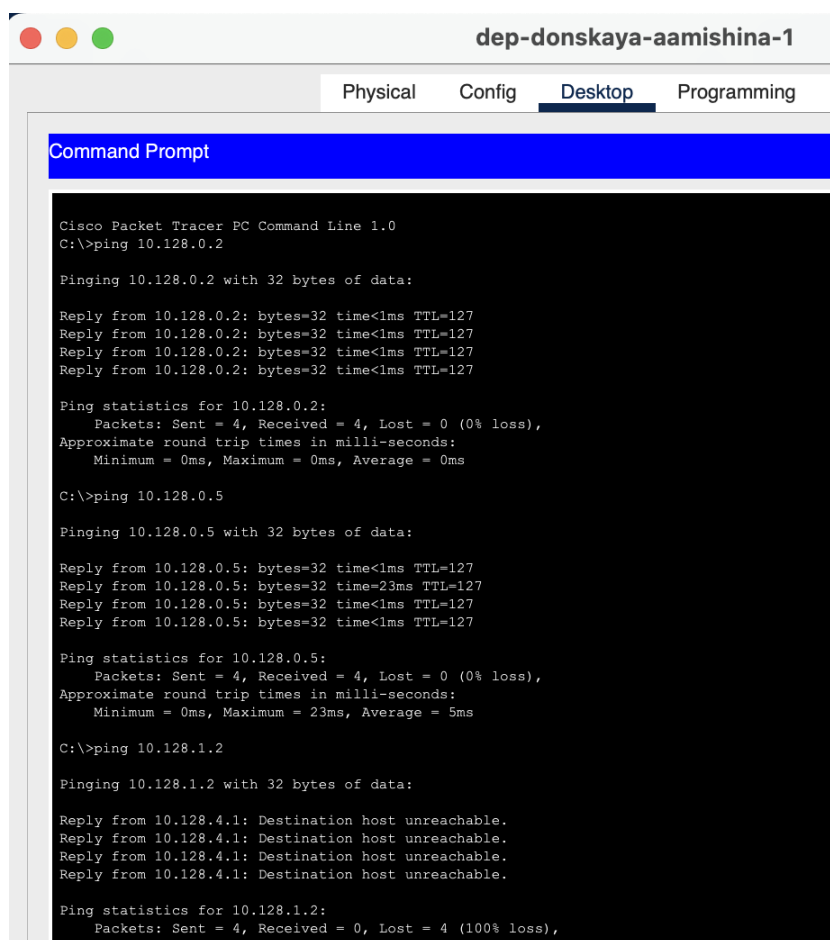 dep-donskaya-aamishina-1
Physical Config Desktop Programming
Command Prompt
Cisco Packet Tracer PC Command Line 1.0
C:\>ping 10.128.0.2
Pinging 10.128.0.2 with 32 bytes of data:
Reply from 10.128.0.2: bytes=32 time<1ms TTL=127
Reply from 10.128.0.2: bytes=32 time<1ms TTL=127
Reply from 10.128.0.2: bytes=32 time<1ms TTL=127
Reply from 10.128.0.2: bytes=32 time<1ms TTL=127
Ping statistics for 10.128.0.2:
Packets: Sent = 4, Received = 4, Lost = 0 (0% loss),
Approximate round trip times in milli-seconds:
Minimum = 0ms, Maximum = 0ms, Average = 0ms
C:\>ping 10.128.0.5
Pinging 10.128.0.5 with 32 bytes of data:
Reply from 10.128.0.5: bytes=32 time<1ms TTL=127
Reply from 10.128.0.5: bytes=32 time=23ms TTL=127
Reply from 10.128.0.5: bytes=32 time<1ms TTL=127
Reply from 10.128.0.5: bytes=32 time<1ms TTL=127
Ping statistics for 10.128.0.5:
Packets: Sent = 4, Received = 4, Lost = 0 (0% loss),
Approximate round trip times in milli-seconds:
Minimum = 0ms, Maximum = 23ms, Average = 5ms
C:\>ping 10.128.1.2
Pinging 10.128.1.2 with 32 bytes of data:
Reply from 10.128.4.1: Destination host unreachable.
Reply from 10.128.4.1: Destination host unreachable.
Reply from 10.128.4.1: Destination host unreachable.
Reply from 10.128.4.1: Destination host unreachable.
Ping statistics for 10.128.1.2:
Packets: Sent = 4, Received = 0, Lost = 4 (100% loss),